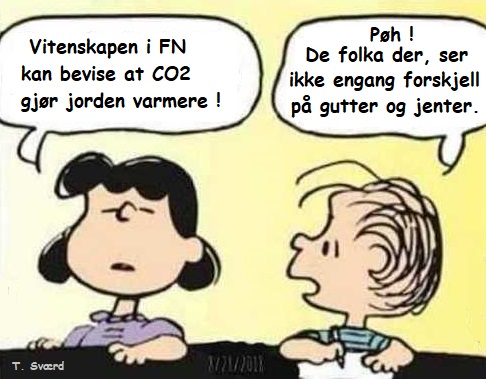 Vitenskapen i FN
kan bevise at CO2
gjør jorden varmere !
Pøh !
De folka der, ser
ikke engang forskjell
på gutter og jenter.
T. Sværd
8/29/2018